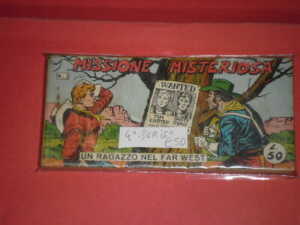 MISSIONE MISTERIOSA
WANTED
UN RAGAZZO NEL FAR WEST
£ 50